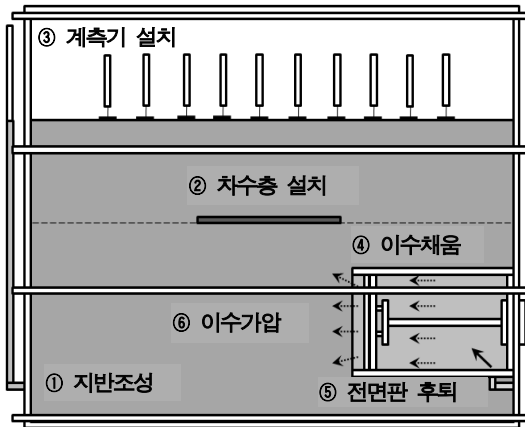 ③ 계측기 설치
② 차수층 설치
④ 이수채움
⑥ 이수가압
① 지반조성
⑤ 전면판 후퇴